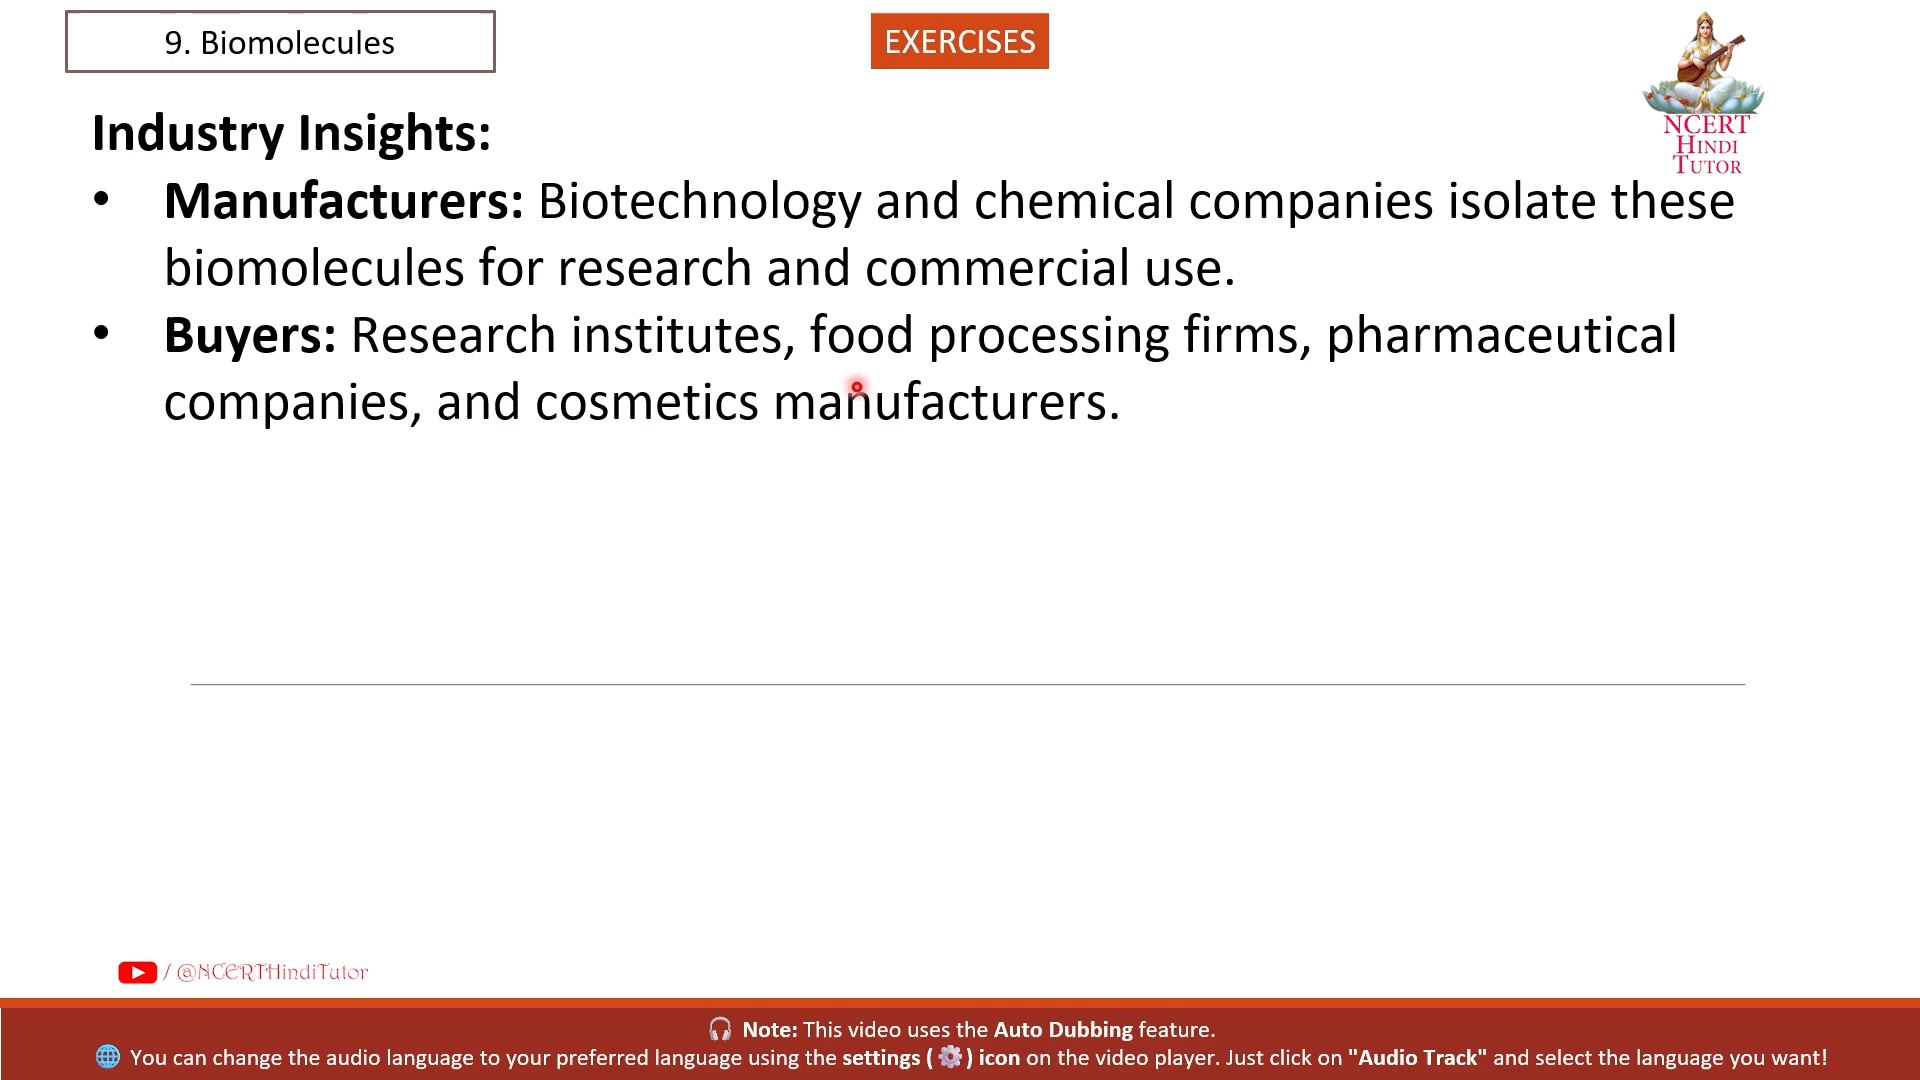 9. Biomolecules
EXERCISES
NCERT
HINDI
TUTOR
Industry Insights:
• Manufacturers: Biotechnology and chemical companies isolate these
biomolecules for research and commercial use.
• Buyers: Research institutes, food processing firms, pharmaceutical
companies, and cosmetics manufacturers.
/ @NCERTHindiTutor
Note: This video uses the Auto Dubbing feature.
You can change the audio language to your preferred language using the settings ( ) icon on the video player. Just click on "Audio Track" and select the language you want!